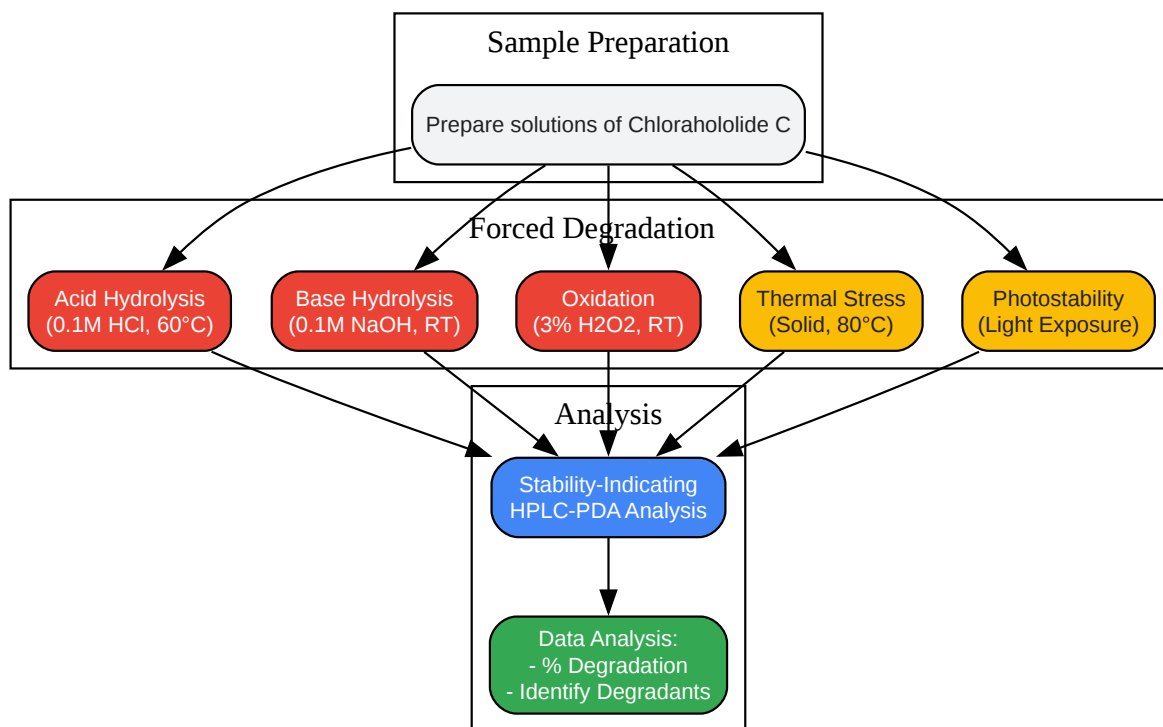 Sample Preparation
Prepare solutions of Chlorahololide C
Forced Degradation
Acid Hydrolysis
(0.1M HCl, 60°C)
Base Hydrolysis
(0.1M NaOH, RT)
Oxidation
(3% H2O2, RT)
Thermal Stress
(Solid, 80°C)
Photostability
(Light Exposure)
Analysis
Stability-Indicating
HPLC-PDA Analysis
Data Analysis:
- % Degradation
- Identify Degradants